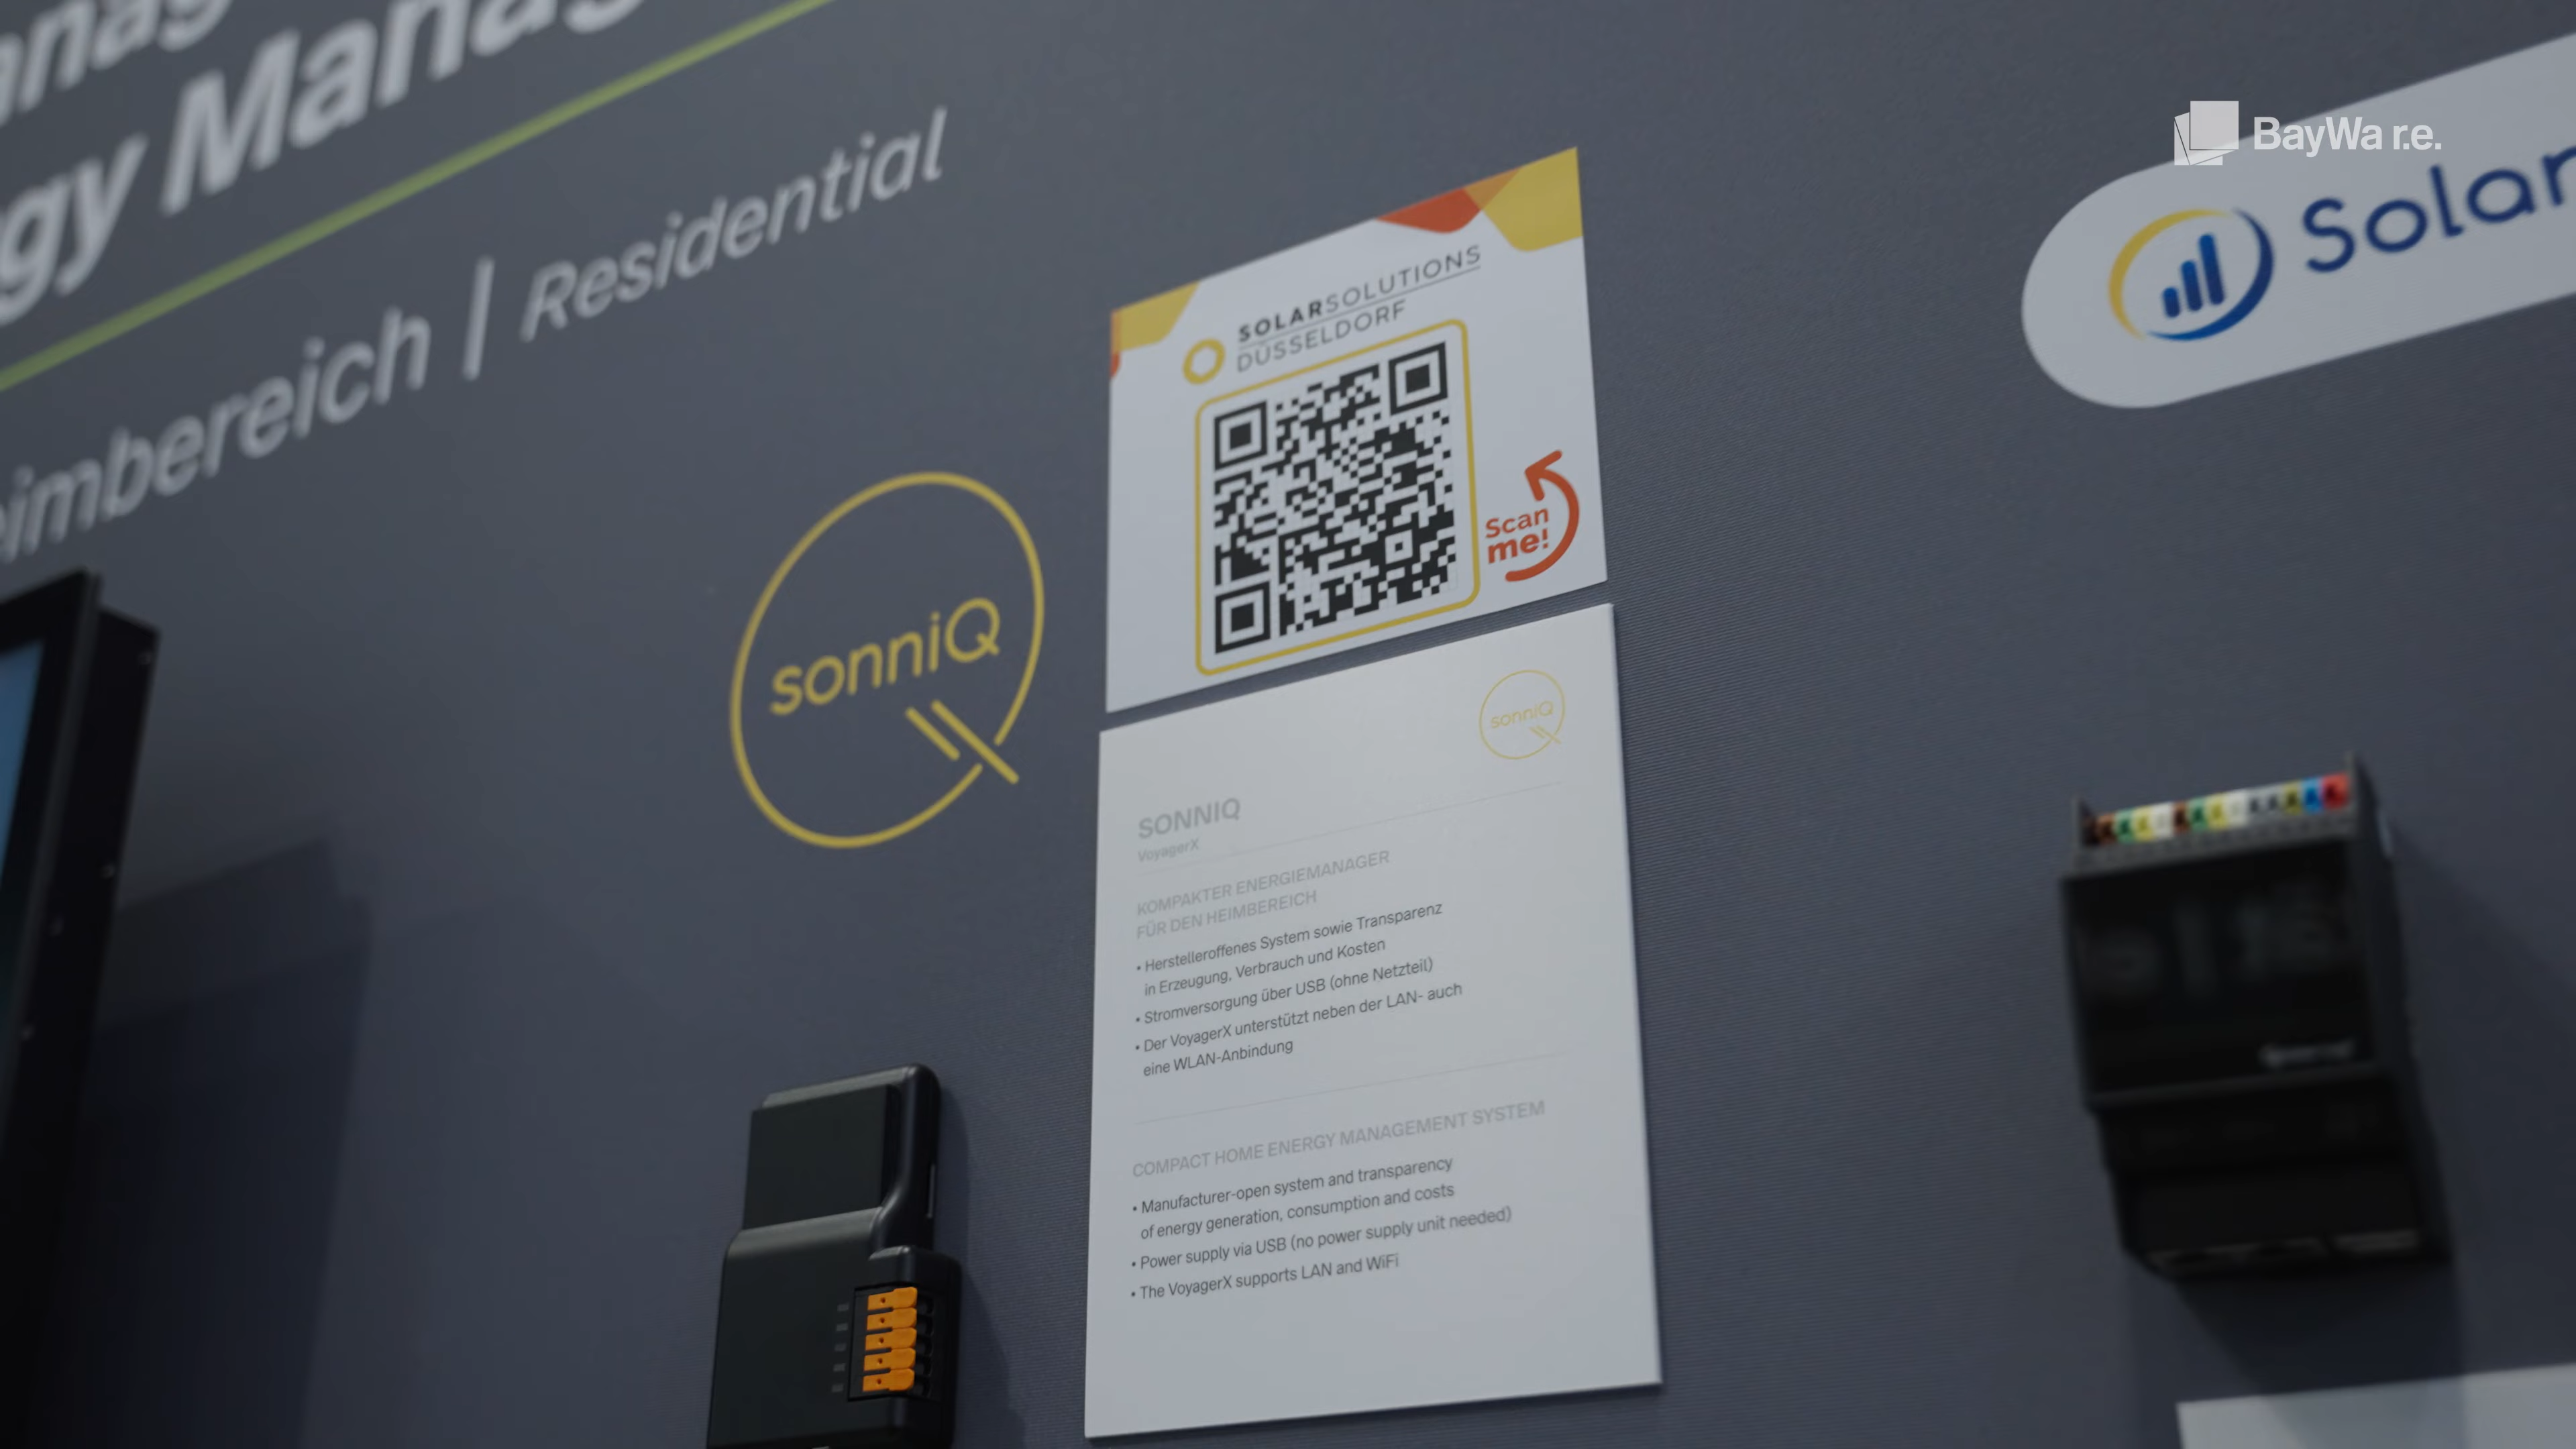 gy Manag
eimbereich | Residential
BayWa r.e.
Solar
SOLARSOLUTIONS
DÜSSELDORF
Scan
me!
sonniQ
sonniQ
SONNIQ
VoyagerX
KOMPAKTER ENERGIEMANAGER
FÜR DEN HEIMBEREICH
• Herstelleroffenes System sowie Transparenz
in Erzeugung, Verbrauch und Kosten
• Stromversorgung über USB (ohne Netzteil)
• Der VoyagerX unterstützt neben der LAN- auch
eine WLAN-Anbindung
COMPACT HOME ENERGY MANAGEMENT SYSTEM
• Manufacturer-open system and transparency
of energy generation, consumption and costs
• Power supply via USB (no power supply unit needed)
• The VoyagerX supports LAN and WiFi